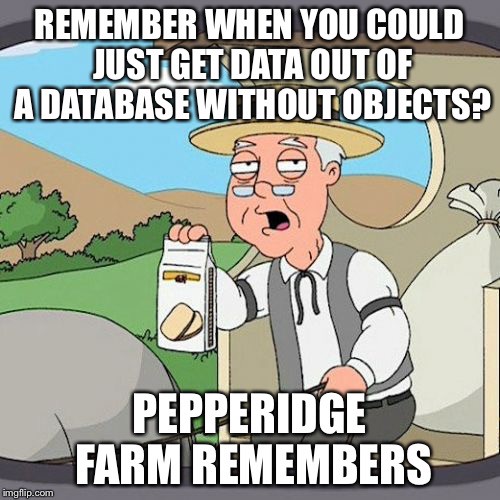 REMEMBER WHEN YOU COULD
JUST GET DATA OUT OF
A DATABASE WITHOUT OBJECTS?
PEPPERIDGE
FARM REMEMBERS
imgflip.com